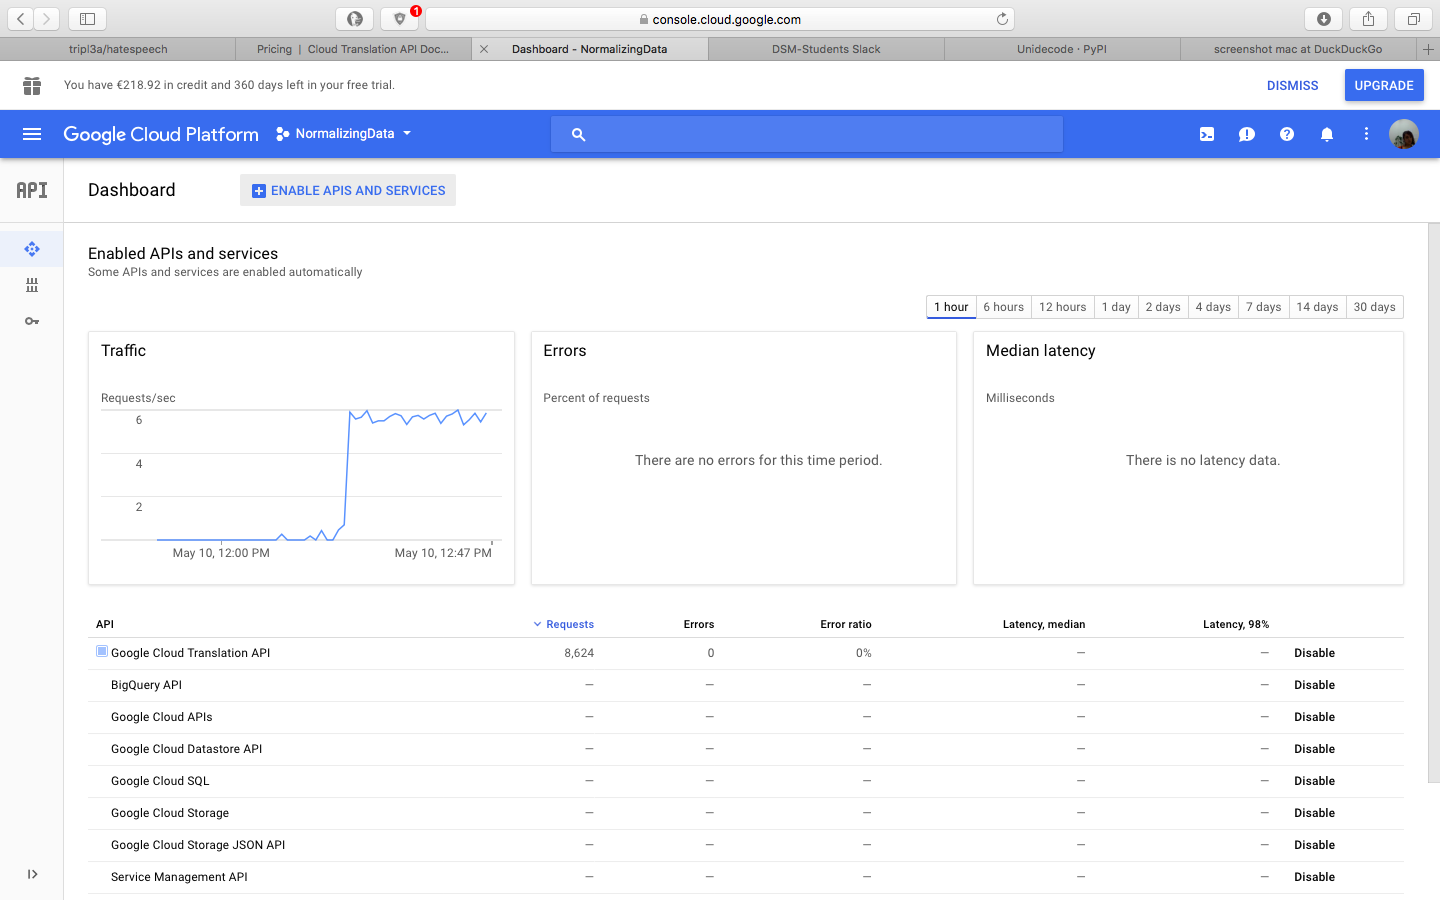 1
console.cloud.google.com
tripl3a/hatespeech
Pricing | Cloud Translation API Doc...
Dashboard - NormalizingData
DSM-Students Slack
Unidecode · PyPI
screenshot mac at DuckDuckGo
You have €218.92 in credit and 360 days left in your free trial.
DISMISS
UPGRADE
Google Cloud Platform
NormalizingData
API
Dashboard
ENABLE APIS AND SERVICES
Enabled APIs and services
Some APIs and services are enabled automatically
1 hour 6 hours 12 hours 1 day 2 days 4 days 7 days 14 days 30 days
Traffic
Requests/sec
6
4
2
May 10, 12:00 PM May 10, 12:47 PM
Errors
Percent of requests
There are no errors for this time period.
Median latency
Milliseconds
There is no latency data.
API Requests Errors Error ratio Latency, median Latency, 98%
Google Cloud Translation API 8,624 0 0% — — Disable
BigQuery API — — — — — Disable
Google Cloud APIs — — — — — Disable
Google Cloud Datastore API — — — — — Disable
Google Cloud SQL — — — — — Disable
Google Cloud Storage — — — — — Disable
Google Cloud Storage JSON API — — — — — Disable
Service Management API — — — — — Disable